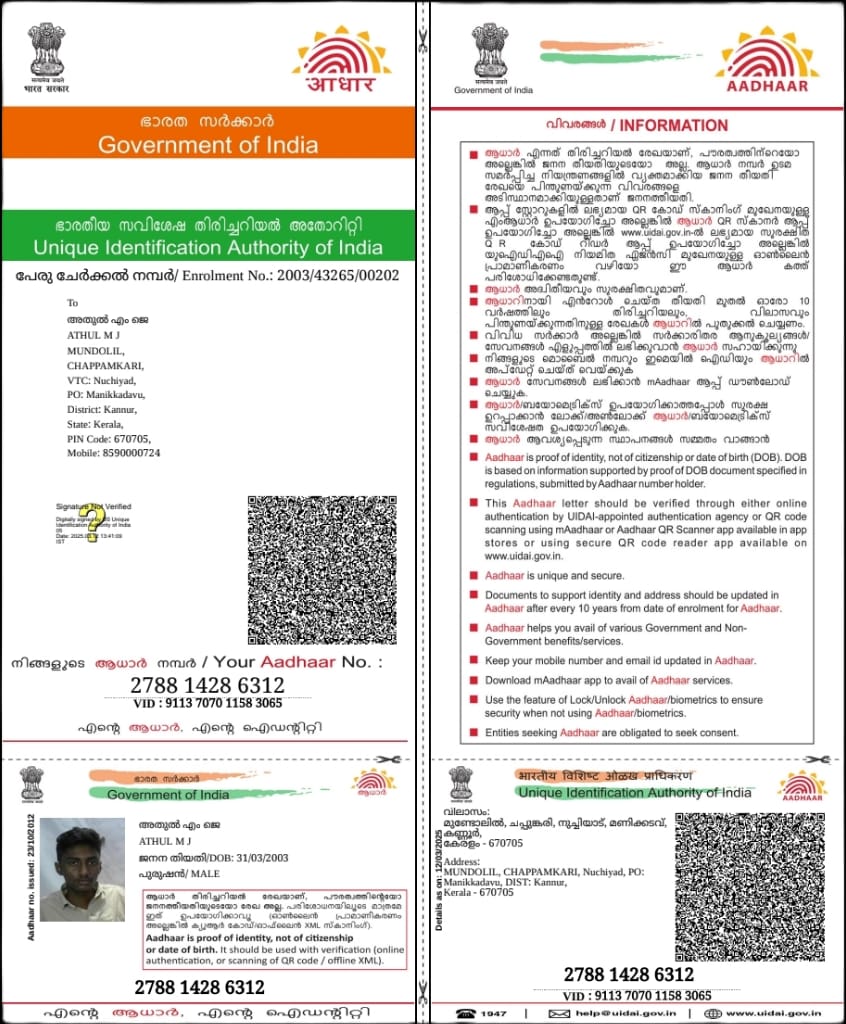 सत्यमेव जयते
भारत सरकार
आधार
ഭാരത സർക്കാർ
Government of India
ഭാരതീയ സവിശേഷ തിരിച്ചറിയൽ അതോറിറ്റി
Unique Identification Authority of India
പേരു ചേർക്കൽ നമ്പർ/ Enrolment No.: 2003/43265/00202
To
അതുൽ എം ജെ
ATHUL M J
MUNDOLIL,
CHAPPAMKARI,
VTC: Nuchiyad,
PO: Manikkadavu,
District: Kannur,
State: Kerala,
PIN Code: 670705,
Mobile: 8590000724
Signature Not Verified
Digitally signed by DS Unique
Identification Authority of India
05
Date: 2025.03.12 13:41:09
IST
നിങ്ങളുടെ ആധാർ നമ്പർ / Your Aadhaar No. :
2788 1428 6312
VID : 9113 7070 1158 3065
എന്റെ ആധാർ, എന്റെ ഐഡന്റിറ്റി
सत्यमेव जयते
Government of India
AADHAAR
വിവരങ്ങൾ / INFORMATION
ആധാർ എന്നത് തിരിച്ചറിയൽ രേഖയാണ്, പൗരത്വത്തിന്റെയോ
അല്ലെങ്കിൽ ജനന തീയതിയുടെയോ അല്ല. ആധാർ നമ്പർ ഉടമ
സമർപ്പിച്ച നിയന്ത്രണങ്ങളിൽ വ്യക്തമാക്കിയ ജനന തീയതി
രേഖയെ പിന്തുണയ്ക്കുന്ന വിവരങ്ങളെ
അടിസ്ഥാനമാക്കിയുള്ളതാണ് ജനനത്തീയതി.
ആപ്പ് സ്റ്റോറുകളിൽ ലഭ്യമായ QR കോഡ് സ്കാനിംഗ് മുഖേനയുള്ള
എംആധാർ ഉപയോഗിച്ചോ അല്ലെങ്കിൽ ആധാർ QR സ്കാനർ ആപ്പ്
ഉപയോഗിച്ചോ അല്ലെങ്കിൽ www.uidai.gov.in-ൽ ലഭ്യമായ സുരക്ഷിത
Q R കോഡ് റീഡർ ആപ്പ് ഉപയോഗിച്ചോ അല്ലെങ്കിൽ
യുഐഡിഎഐ നിയമിത ഏജൻസി മുഖേനയുള്ള ഓൺലൈൻ
പ്രാമാണീകരണം വഴിയോ ഈ ആധാർ കത്ത്
പരിശോധിക്കേണ്ടതുണ്ട്.
ആധാർ അദ്വിതീയവും സുരക്ഷിതവുമാണ്.
ആധാറിനായി എൻറോൾ ചെയ്ത തീയതി മുതൽ ഓരോ 10
വർഷത്തിലും തിരിച്ചറിയലും, വിലാസവും
പിന്തുണയ്ക്കുന്നതിനുള്ള രേഖകൾ ആധാറിൽ പുതുക്കൽ ചെയ്യണം.
വിവിധ സർക്കാർ അല്ലെങ്കിൽ സർക്കാരിതര ആനുകൂല്യങ്ങൾ/
സേവനങ്ങൾ എളുപ്പത്തിൽ ലഭിക്കുവാൻ ആധാർ സഹായിക്കുന്നു
നിങ്ങളുടെ മൊബൈൽ നമ്പറും ഇമെയിൽ ഐഡിയും ആധാറിൽ
അപ്ഡേറ്റ് ചെയ്ത് വെയ്ക്കുക
ആധാർ സേവനങ്ങൾ ലഭിക്കാൻ mAadhaar ആപ്പ് ഡൗൺലോഡ്
ചെയ്യുക.
ആധാർ/ബയോമെട്രിക്സ് ഉപയോഗിക്കാത്തപ്പോൾ സുരക്ഷ
ഉറപ്പാക്കാൻ ലോക്ക്/അൺലോക്ക് ആധാർ/ബയോമെട്രിക്സ്
സവിശേഷത ഉപയോഗിക്കുക.
ആധാർ ആവശ്യപ്പെടുന്ന സ്ഥാപനങ്ങൾ സമ്മതം വാങ്ങാൻ
Aadhaar is proof of identity, not of citizenship or date of birth (DOB). DOB
is based on information supported by proof of DOB document specified in
regulations, submitted by Aadhaar number holder.
This Aadhaar letter should be verified through either online
authentication by UIDAI-appointed authentication agency or QR code
scanning using mAadhaar or Aadhaar QR Scanner app available in app
stores or using secure QR code reader app available on
www.uidai.gov.in.
Aadhaar is unique and secure.
Documents to support identity and address should be updated in
Aadhaar after every 10 years from date of enrolment for Aadhaar.
Aadhaar helps you avail of various Government and Non-
Government benefits/services.
Keep your mobile number and email id updated in Aadhaar.
Download mAadhaar app to avail of Aadhaar services.
Use the feature of Lock/Unlock Aadhaar/biometrics to ensure
security when not using Aadhaar/biometrics.
Entities seeking Aadhaar are obligated to seek consent.
ഭാരത സർക്കാർ
Government of India
ആധാർ
Aadhaar no. issued: 23/10/2012
അതുൽ എം ജെ
ATHUL M J
ജനന തിയതി/DOB: 31/03/2003
പുരുഷൻ/ MALE
ആധാർ തിരിച്ചറിയൽ രേഖയാണ്, പൗരത്വത്തിന്റെയോ
ജനനത്തീയതിയുടെയോ രേഖ അല്ല. പരിശോധനയിലൂടെ മാത്രമേ
ഇത് ഉപയോഗിക്കാവൂ (ഓൺലൈൻ പ്രാമാണീകരണം
അല്ലെങ്കിൽ ക്യുആർ കോഡ്/ഓഫ്‌ലൈൻ XML സ്കാനിംഗ്).
Aadhaar is proof of identity, not of citizenship
or date of birth. It should be used with verification (online
authentication, or scanning of QR code / offline XML).
2788 1428 6312
എന്റെ ആധാർ, എന്റെ ഐഡന്റിറ്റി
भारतीय विशिष्ट ओळख प्राधिकरण
Unique Identification Authority of India
AADHAAR
Details as on: 12/03/2025
വിലാസം:
മുണ്ടോലിൽ, ചപ്പുങ്കരി, നുച്ചിയാട്, മണിക്കടവ്,
കണ്ണൂർ,
കേരളം - 670705
Address:
MUNDOLIL, CHAPPAMKARI, Nuchiyad, PO:
Manikkadavu, DIST: Kannur,
Kerala - 670705
2788 1428 6312
VID : 9113 7070 1158 3065
1947 | help@uidai.gov.in | www.uidai.gov.in